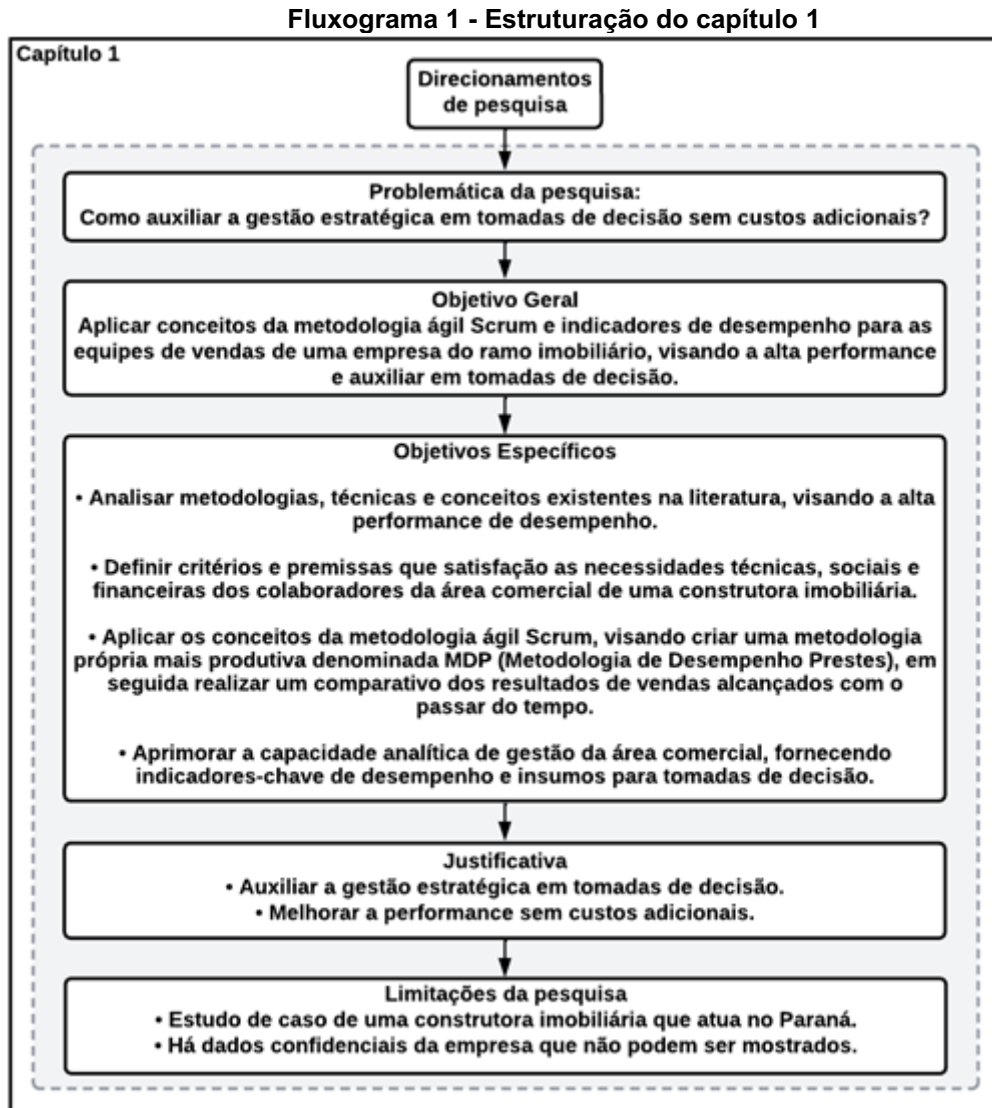 Fluxograma 1 - Estruturação do capítulo 1
Capítulo 1
Direcionamentos
de pesquisa
Problemática da pesquisa:
Como auxiliar a gestão estratégica em tomadas de decisão sem custos adicionais?
Objetivo Geral
Aplicar conceitos da metodologia ágil Scrum e indicadores de desempenho para as
equipes de vendas de uma empresa do ramo imobiliário, visando a alta performance
e auxiliar em tomadas de decisão.
Objetivos Específicos
• Analisar metodologias, técnicas e conceitos existentes na literatura, visando a alta
performance de desempenho.
• Definir critérios e premissas que satisfação as necessidades técnicas, sociais e
financeiras dos colaboradores da área comercial de uma construtora imobiliária.
• Aplicar os conceitos da metodologia ágil Scrum, visando criar uma metodologia
própria mais produtiva denominada MDP (Metodologia de Desempenho Prestes), em
seguida realizar um comparativo dos resultados de vendas alcançados com o
passar do tempo.
• Aprimorar a capacidade analítica de gestão da área comercial, fornecendo
indicadores-chave de desempenho e insumos para tomadas de decisão.
Justificativa
• Auxiliar a gestão estratégica em tomadas de decisão.
• Melhorar a performance sem custos adicionais.
Limitações da pesquisa
• Estudo de caso de uma construtora imobiliária que atua no Paraná.
• Há dados confidenciais da empresa que não podem ser mostrados.